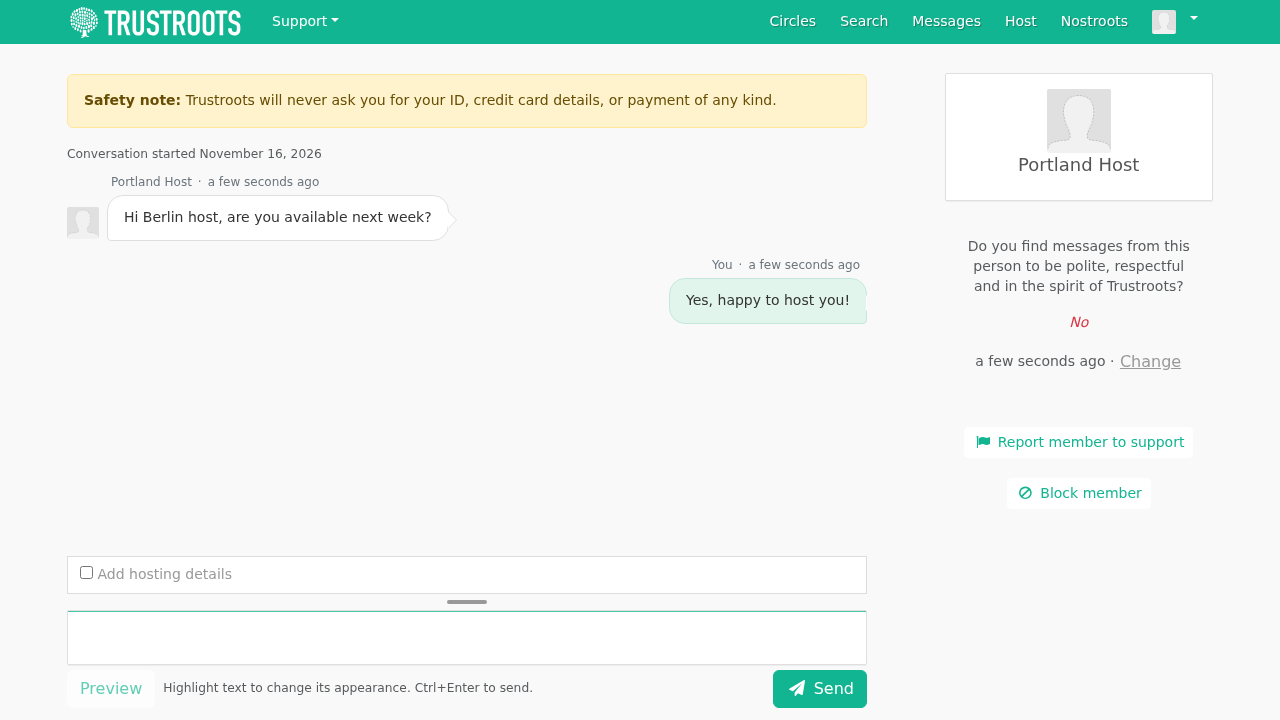 TRUSTROOTS
Support
Circles
Search
Messages
Host
Nostroots
Safety note: Trustroots will never ask you for your ID, credit card details, or payment of any kind.
Conversation started November 16, 2026
Portland Host · a few seconds ago
Hi Berlin host, are you available next week?
You · a few seconds ago
Yes, happy to host you!
Add hosting details
Preview
Highlight text to change its appearance. Ctrl+Enter to send.
Send
Portland Host
Do you find messages from this
person to be polite, respectful
and in the spirit of Trustroots?
No
a few seconds ago · Change
Report member to support
Block member